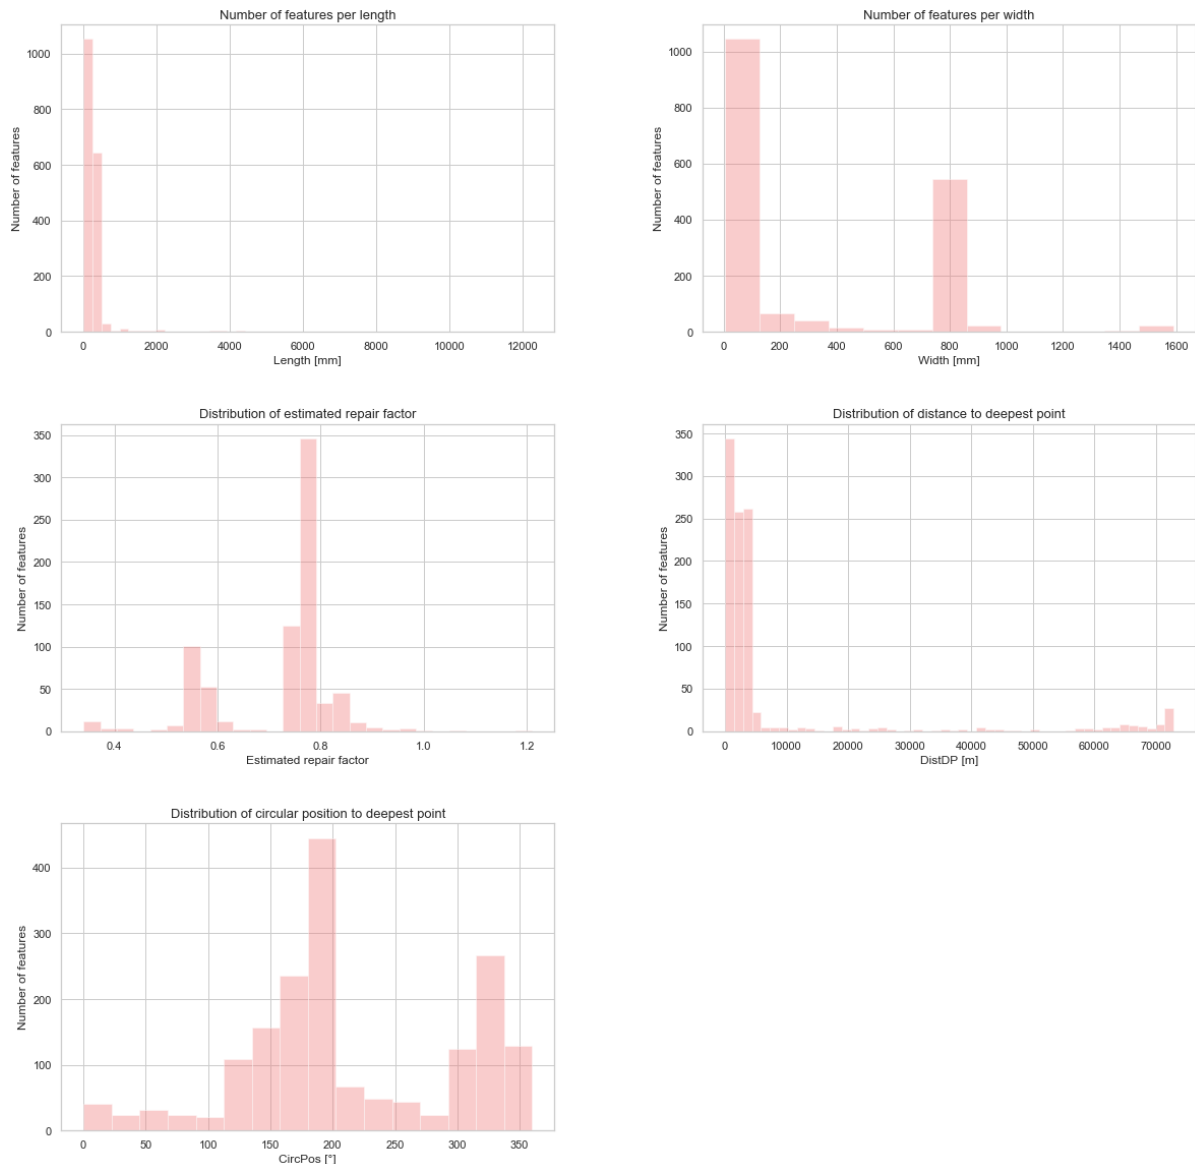 Number of features per length
Number of features
1000
800
600
400
200
0
0 2000 4000 6000 8000 10000 12000
Length [mm]
Number of features per width
Number of features
1000
800
600
400
200
0
0 200 400 600 800 1000 1200 1400 1600
Width [mm]
Distribution of estimated repair factor
Number of features
350
300
250
200
150
100
50
0
0.4 0.6 0.8 1.0 1.2
Estimated repair factor
Distribution of distance to deepest point
Number of features
350
300
250
200
150
100
50
0
0 10000 20000 30000 40000 50000 60000 70000
DistDP [m]
Distribution of circular position to deepest point
Number of features
400
300
200
100
0
0 50 100 150 200 250 300 350
CircPos [°]